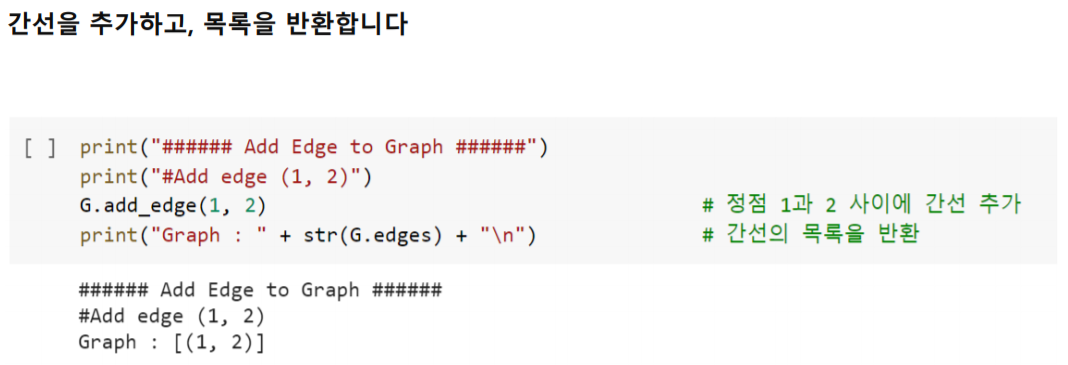 간선을 추가하고, 목록을 반환합니다
[ ] print("###### Add Edge to Graph ######")
print("#Add edge (1, 2)")
G.add_edge(1, 2) # 정점 1과 2 사이에 간선 추가
print("Graph : " + str(G.edges) + "\n") # 간선의 목록을 반환
###### Add Edge to Graph ######
#Add edge (1, 2)
Graph : [(1, 2)]